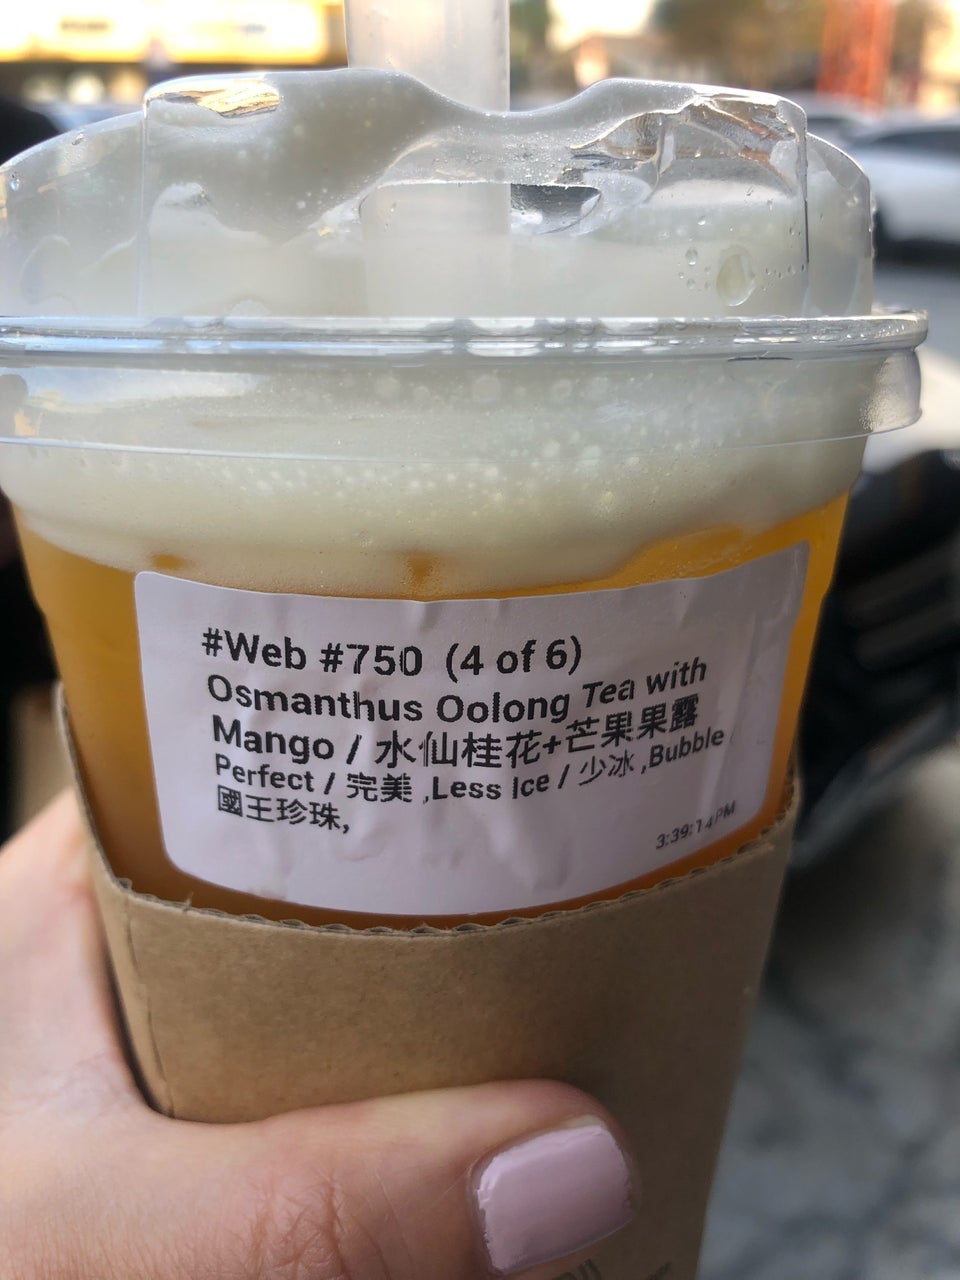 #Web #750 (4 of 6)
Osmanthus Oolong Tea with
Mango / 水仙桂花+芒果果露
Perfect / 完美 ,Less Ice / 少冰 ,Bubble /
國王珍珠,
3:39:14PM